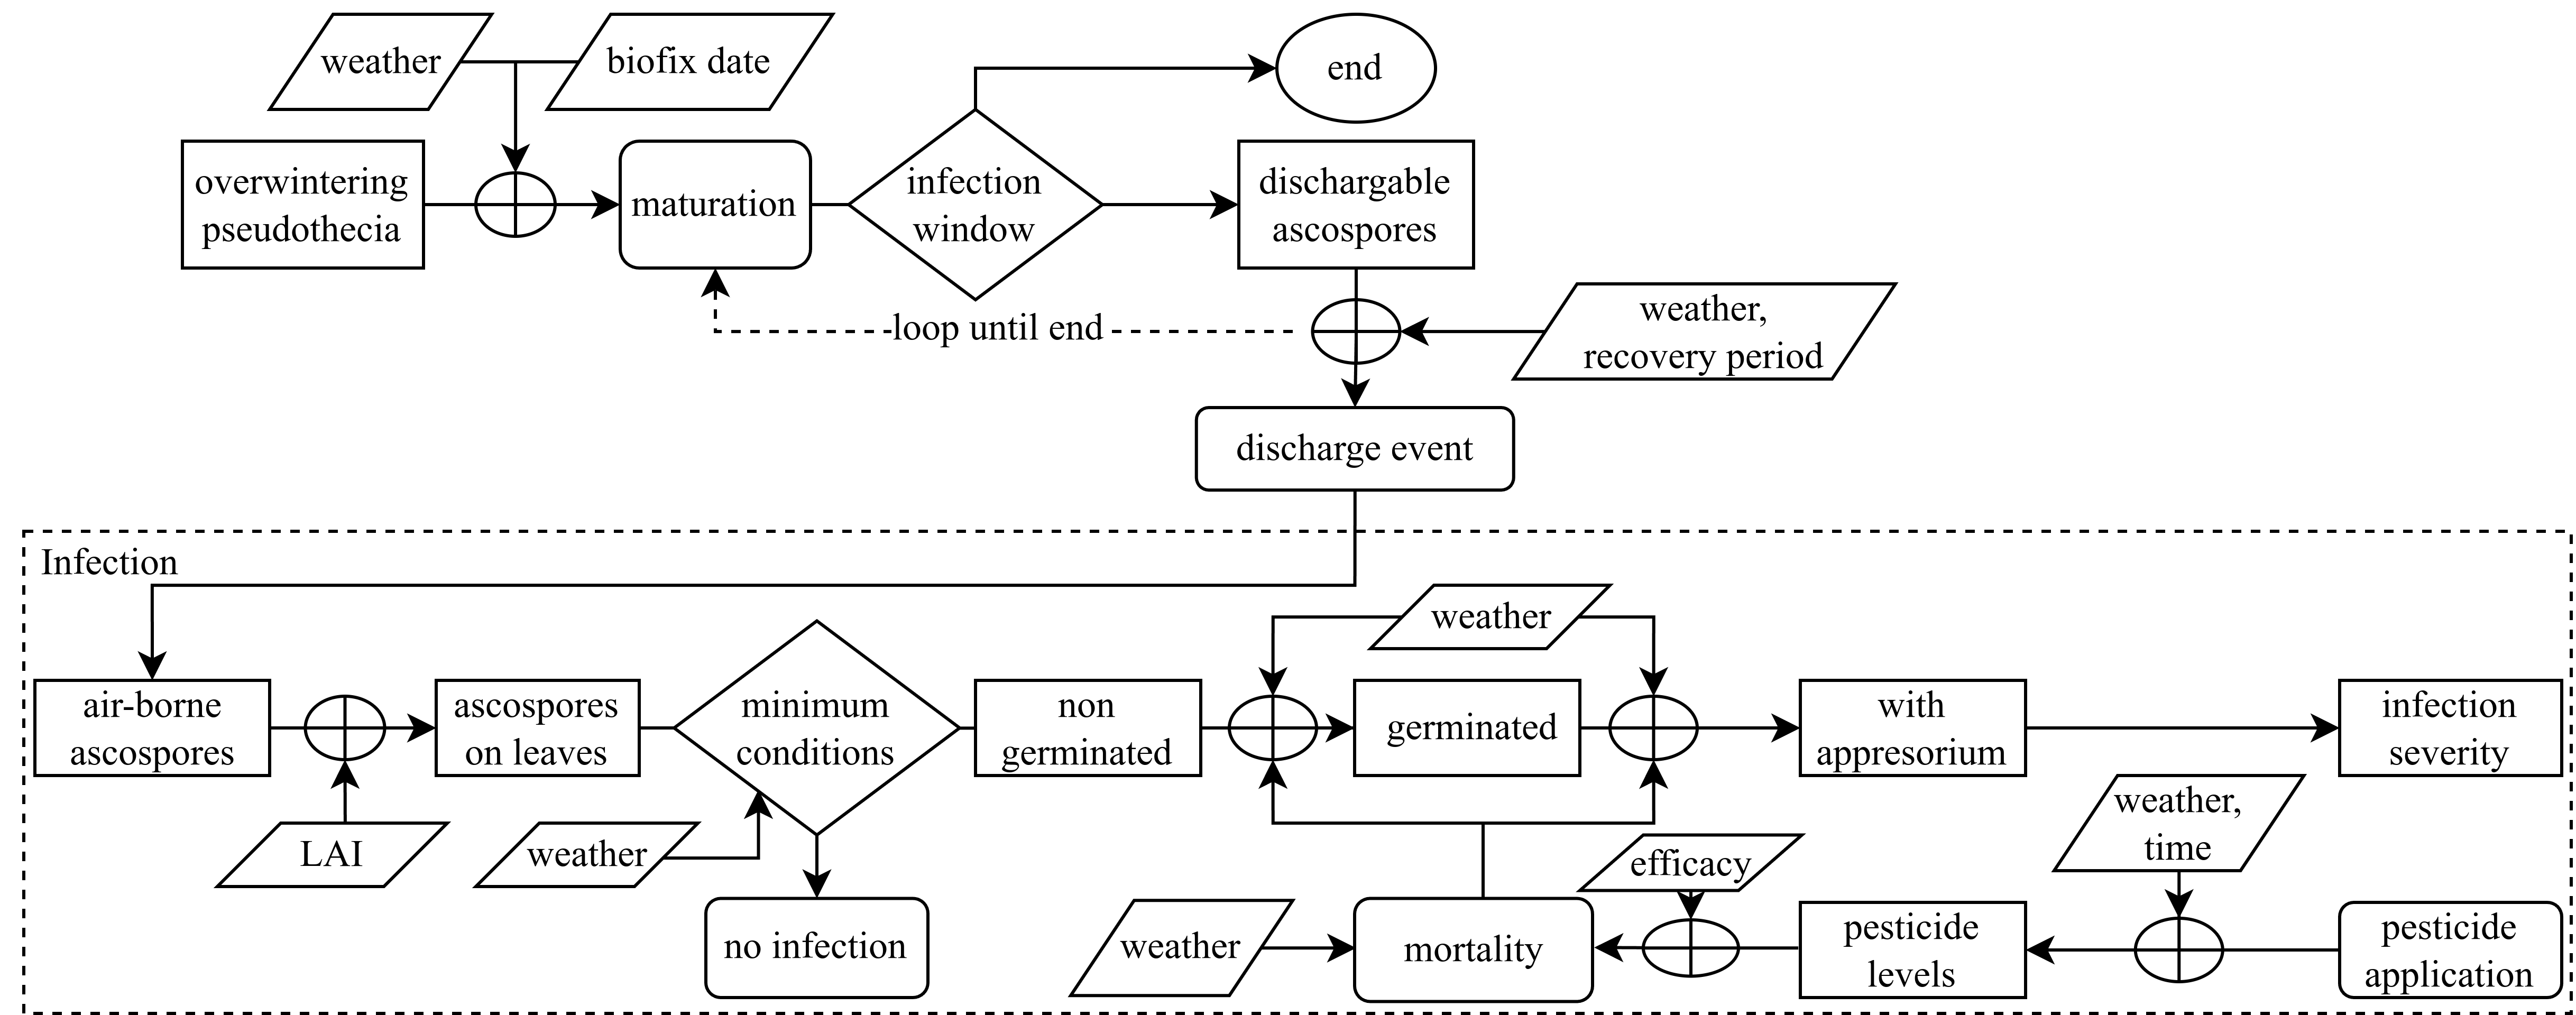 weather
biofix date
end
overwintering
pseudothecia
maturation
infection
window
dischargable
ascospores
loop until end
weather,
recovery period
discharge event
Infection
weather
air-borne
ascospores
ascospores
on leaves
minimum
conditions
non
germinated
germinated
with
appresorium
infection
severity
LAI
weather
efficacy
weather,
time
no infection
weather
mortality
pesticide
levels
pesticide
application